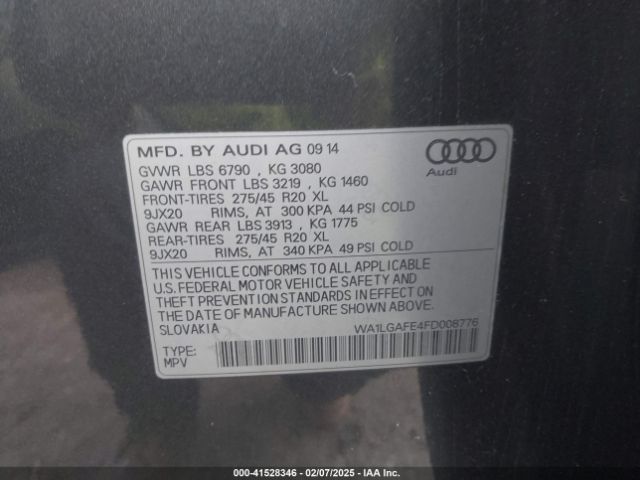 MFD. BY AUDI AG 09 14
GVWR LBS 6790 , KG 3080
GAWR FRONT LBS 3219 , KG 1460
FRONT-TIRES 275/45 R20 XL
9JX20 RIMS, AT 300 KPA 44 PSI COLD
GAWR REAR LBS 3913 , KG 1775
REAR-TIRES 275/45 R20 XL
9JX20 RIMS, AT 340 KPA 49 PSI COLD
Audi
THIS VEHICLE CONFORMS TO ALL APPLICABLE
U.S. FEDERAL MOTOR VEHICLE SAFETY AND
THEFT PREVENTION STANDARDS IN EFFECT ON
THE DATE OF MANUFACTURE SHOWN ABOVE.
SLOVAKIA WA1LGAFE4FD008776
TYPE:
MPV
000-41528346 - 02/07/2025 - IAA Inc.